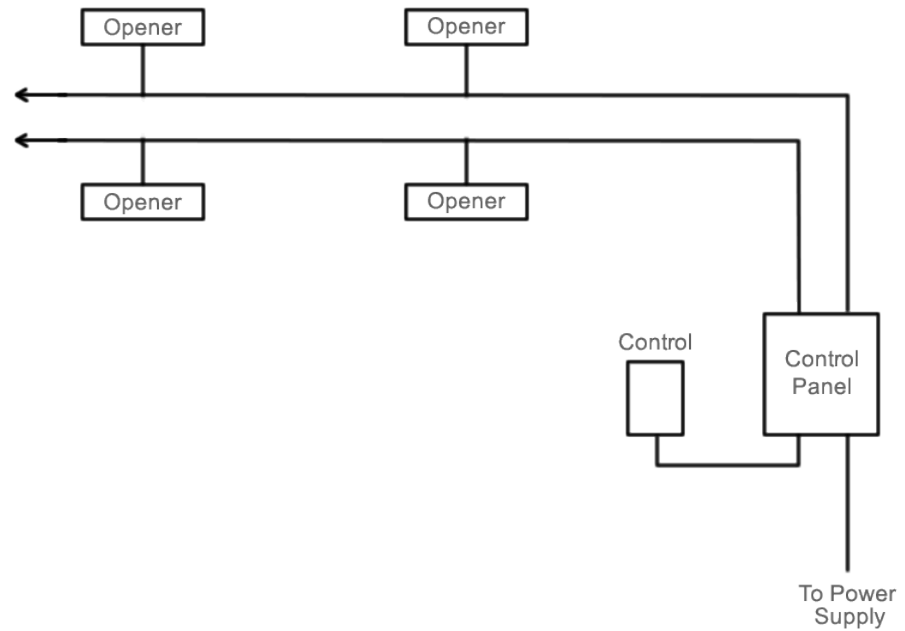 Opener
Opener
Opener
Opener
Control
Control
Panel
To Power
Supply